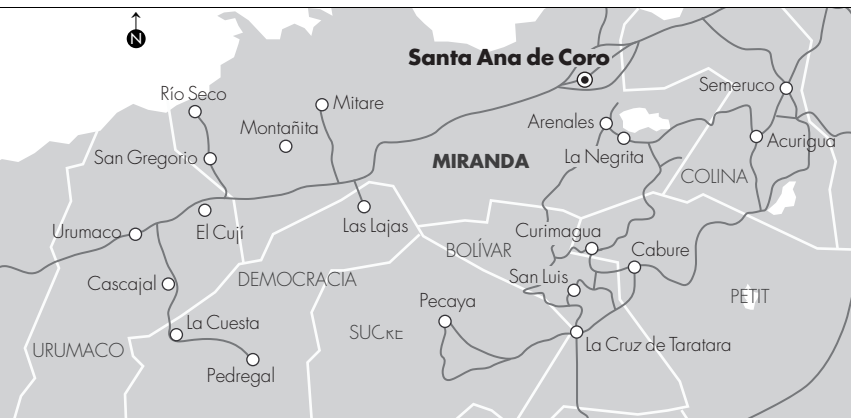 N
Santa Ana de Coro
Río Seco
Semeruco
Mitare
Montañita
Arenales
Acurigua
San Gregorio
MIRANDA
La Negrita
COLINA
Urumaco
El Cují
Las Lajas
Curimagua
BOLÍVAR
Cabure
Cascajal
DEMOCRACIA
San Luis
PETIT
Pecaya
La Cuesta
SUCRE
URUMACO
La Cruz de Taratara
Pedregal